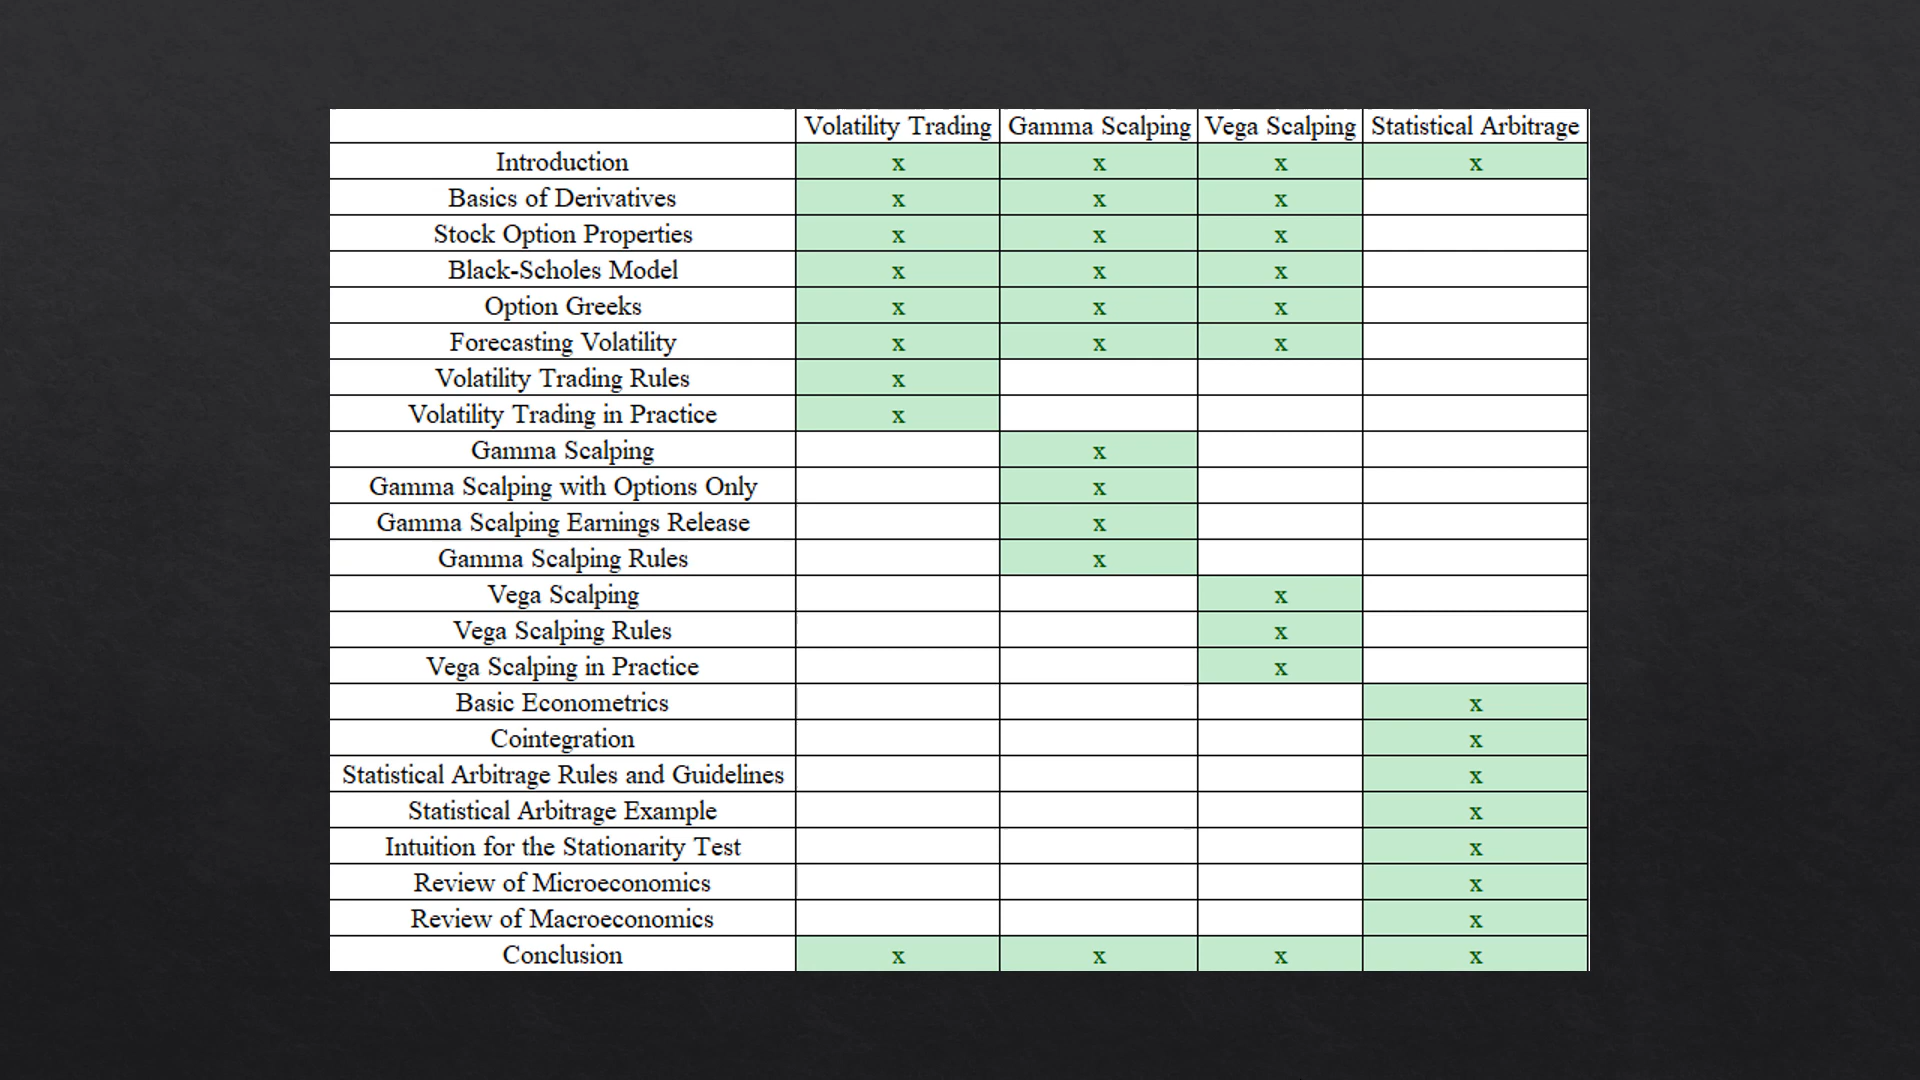 Volatility Trading Gamma Scalping Vega Scalping Statistical Arbitrage
Introduction x x x x
Basics of Derivatives x x x
Stock Option Properties x x x
Black-Scholes Model x x x
Option Greeks x x x
Forecasting Volatility x x x
Volatility Trading Rules x
Volatility Trading in Practice x
Gamma Scalping x
Gamma Scalping with Options Only x
Gamma Scalping Earnings Release x
Gamma Scalping Rules x
Vega Scalping x
Vega Scalping Rules x
Vega Scalping in Practice x
Basic Econometrics x
Cointegration x
Statistical Arbitrage Rules and Guidelines x
Statistical Arbitrage Example x
Intuition for the Stationarity Test x
Review of Microeconomics x
Review of Macroeconomics x
Conclusion x x x x